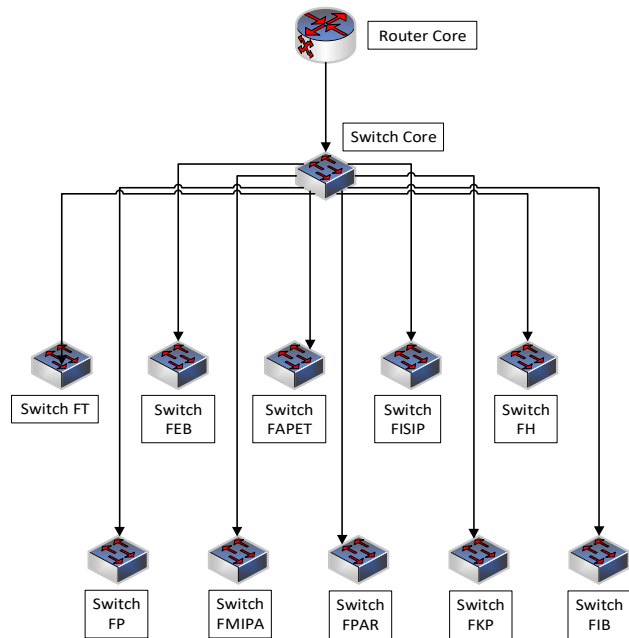 Router Core
Switch Core
Switch FT
Switch
FEB
Switch
FAPET
Switch
FISIP
Switch
FH
Switch
FP
Switch
FMIPA
Switch
FPAR
Switch
FKP
Switch
FIB